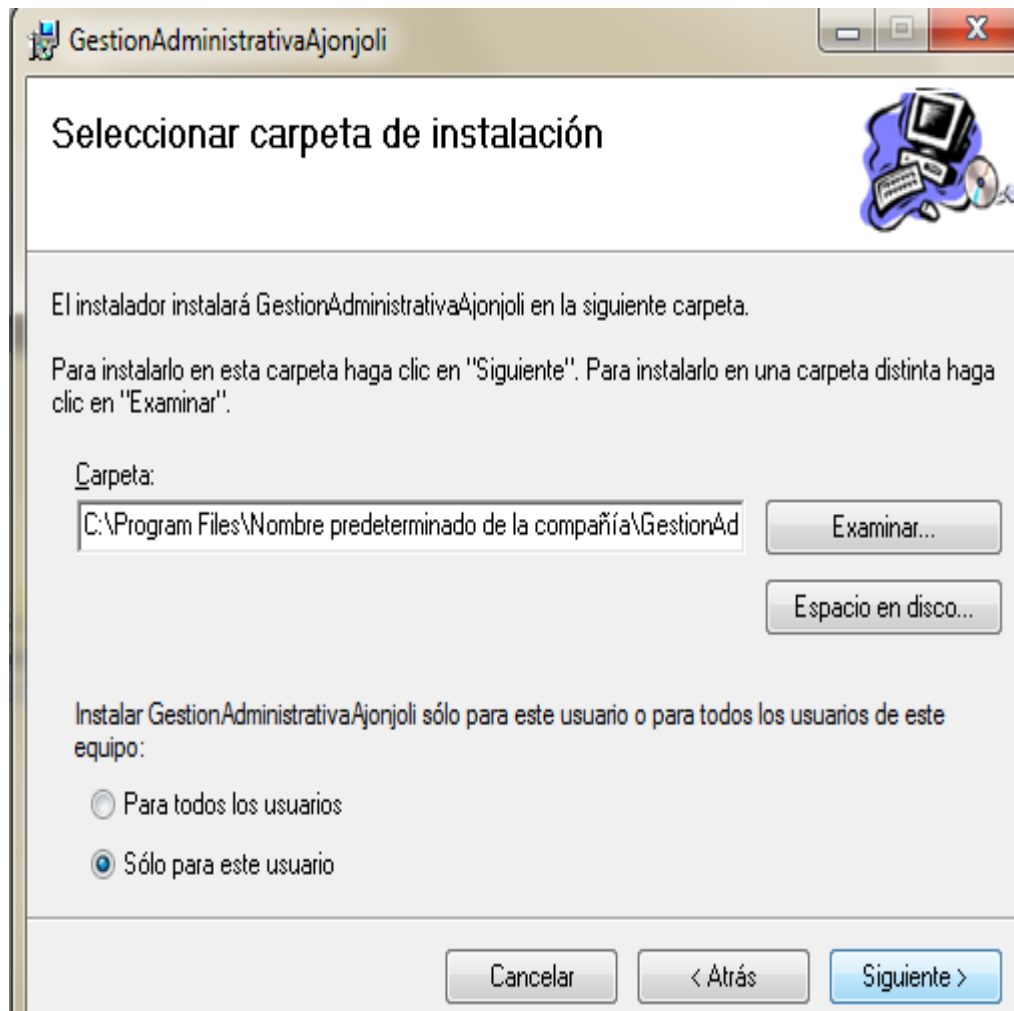 GestionAdministrativaAjonjoli
Seleccionar carpeta de instalación
El instalador instalará GestionAdministrativaAjonjoli en la siguiente carpeta.
Para instalarlo en esta carpeta haga clic en "Siguiente". Para instalarlo en una carpeta distinta haga
clic en "Examinar".
Carpeta:
C:\Program Files\Nombre predeterminado de la compañía\GestionAd
Examinar...
Espacio en disco...
Instalar GestionAdministrativaAjonjoli sólo para este usuario o para todos los usuarios de este
equipo:
Para todos los usuarios
Sólo para este usuario
Cancelar
< Atrás
Siguiente >